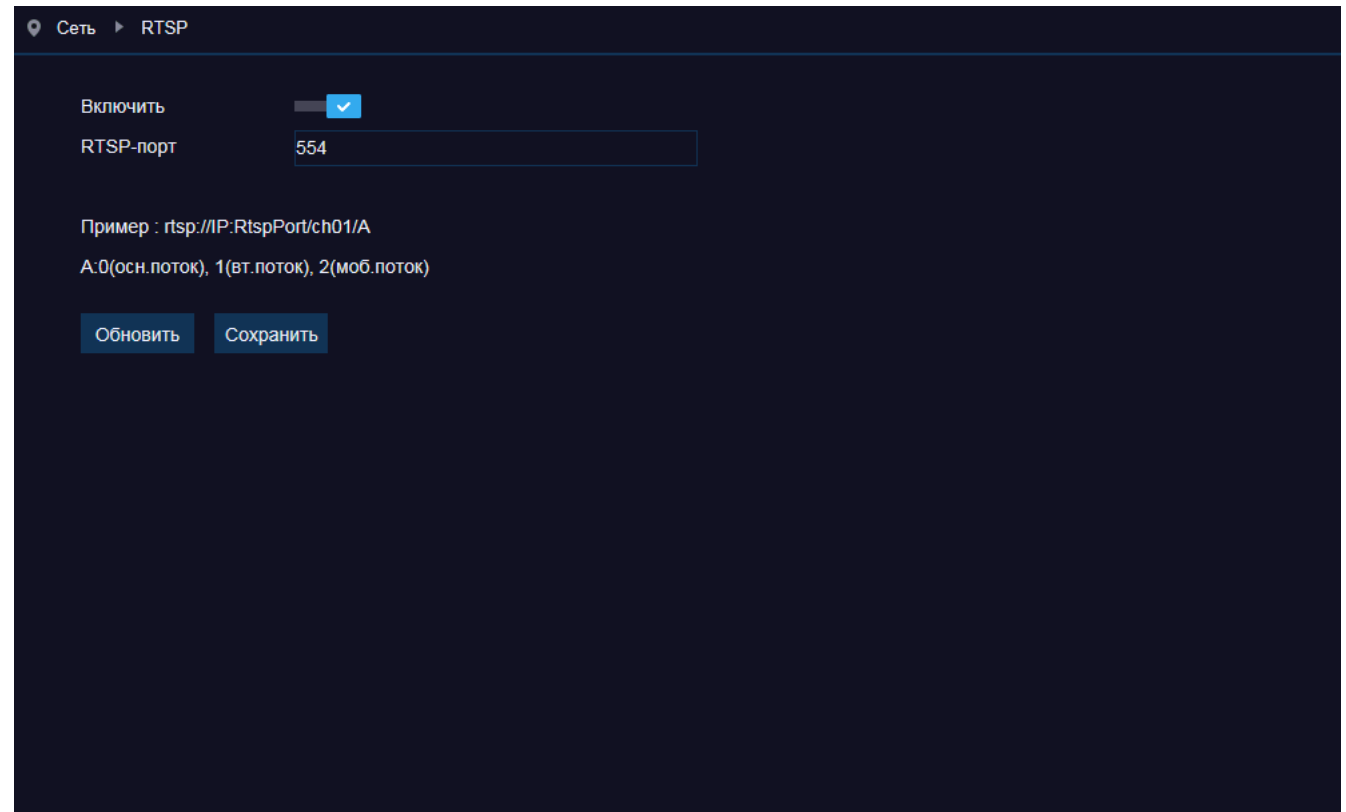 Сеть RTSP
Включить
RTSP-порт 554
Пример : rtsp://IP:RtspPort/ch01/A
A:0(осн.поток), 1(вт.поток), 2(моб.поток)
Обновить Сохранить